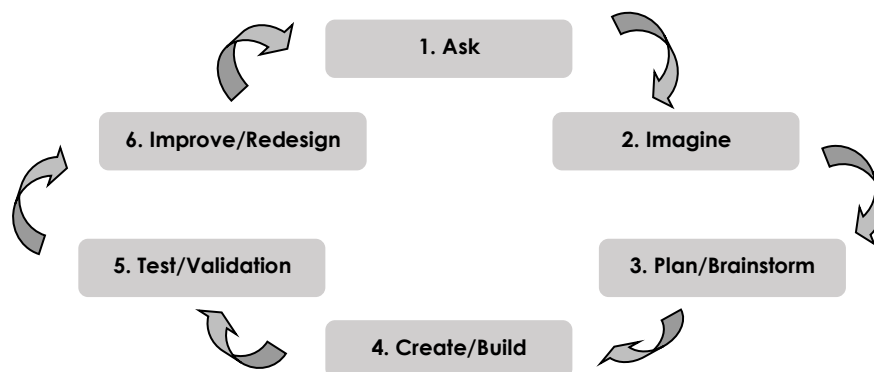 1. Ask
2. Imagine
3. Plan/Brainstorm
4. Create/Build
5. Test/Validation
6. Improve/Redesign